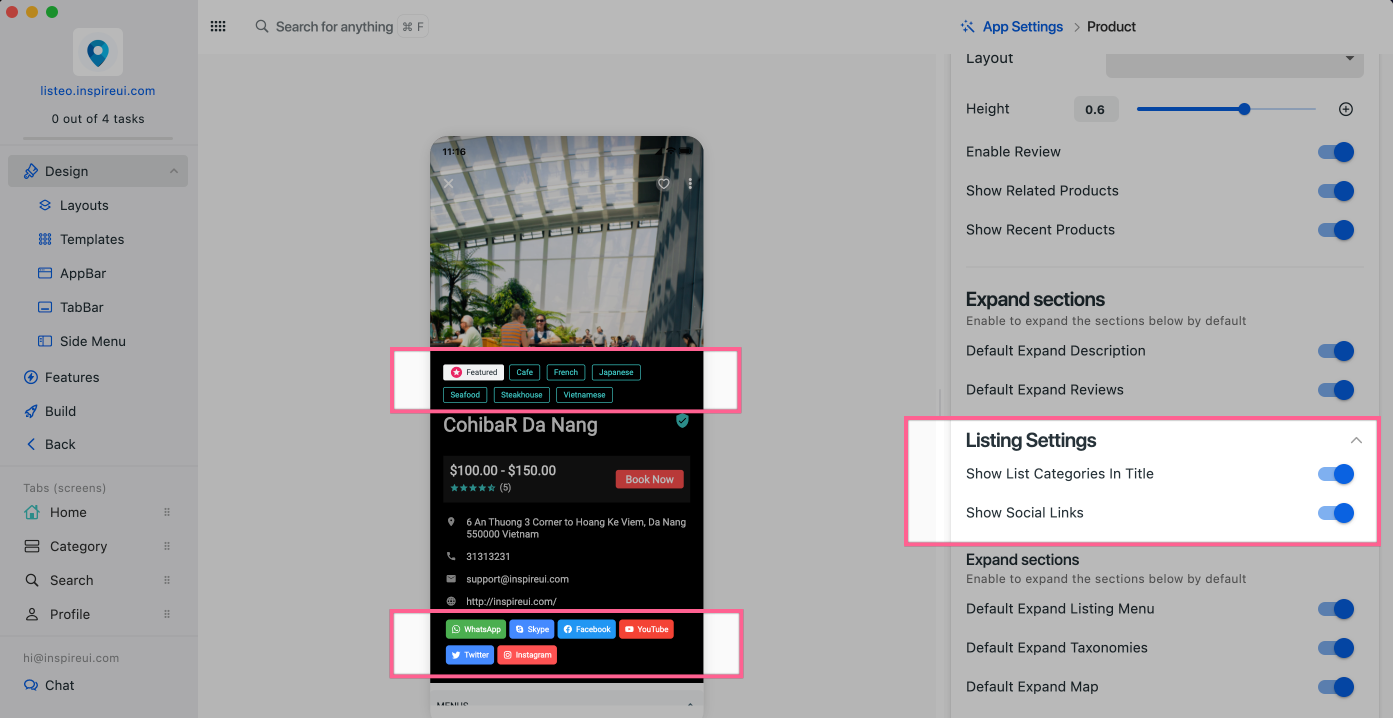 Search for anything ⌘ F
App Settings > Product
listeo.inspireui.com
0 out of 4 tasks
Design
Layouts
Templates
AppBar
TabBar
Side Menu
Features
Build
Back
Tabs (screens)
Home
Category
Search
Profile
hi@inspireui.com
Chat
11:16
Featured Cafe French Japanese
Seafood Steakhouse Vietnamese
CohibaR Da Nang
$100.00 - $150.00
(5)
Book Now
6 An Thuong 3 Corner to Hoang Ke Viem, Da Nang
550000 Vietnam
31313231
support@inspireui.com
http://inspireui.com/
WhatsApp Skype Facebook YouTube
Twitter Instagram
MENUS
Layout
Height 0.6
Enable Review
Show Related Products
Show Recent Products
Expand sections
Enable to expand the sections below by default
Default Expand Description
Default Expand Reviews
Listing Settings
Show List Categories In Title
Show Social Links
Expand sections
Enable to expand the sections below by default
Default Expand Listing Menu
Default Expand Taxonomies
Default Expand Map